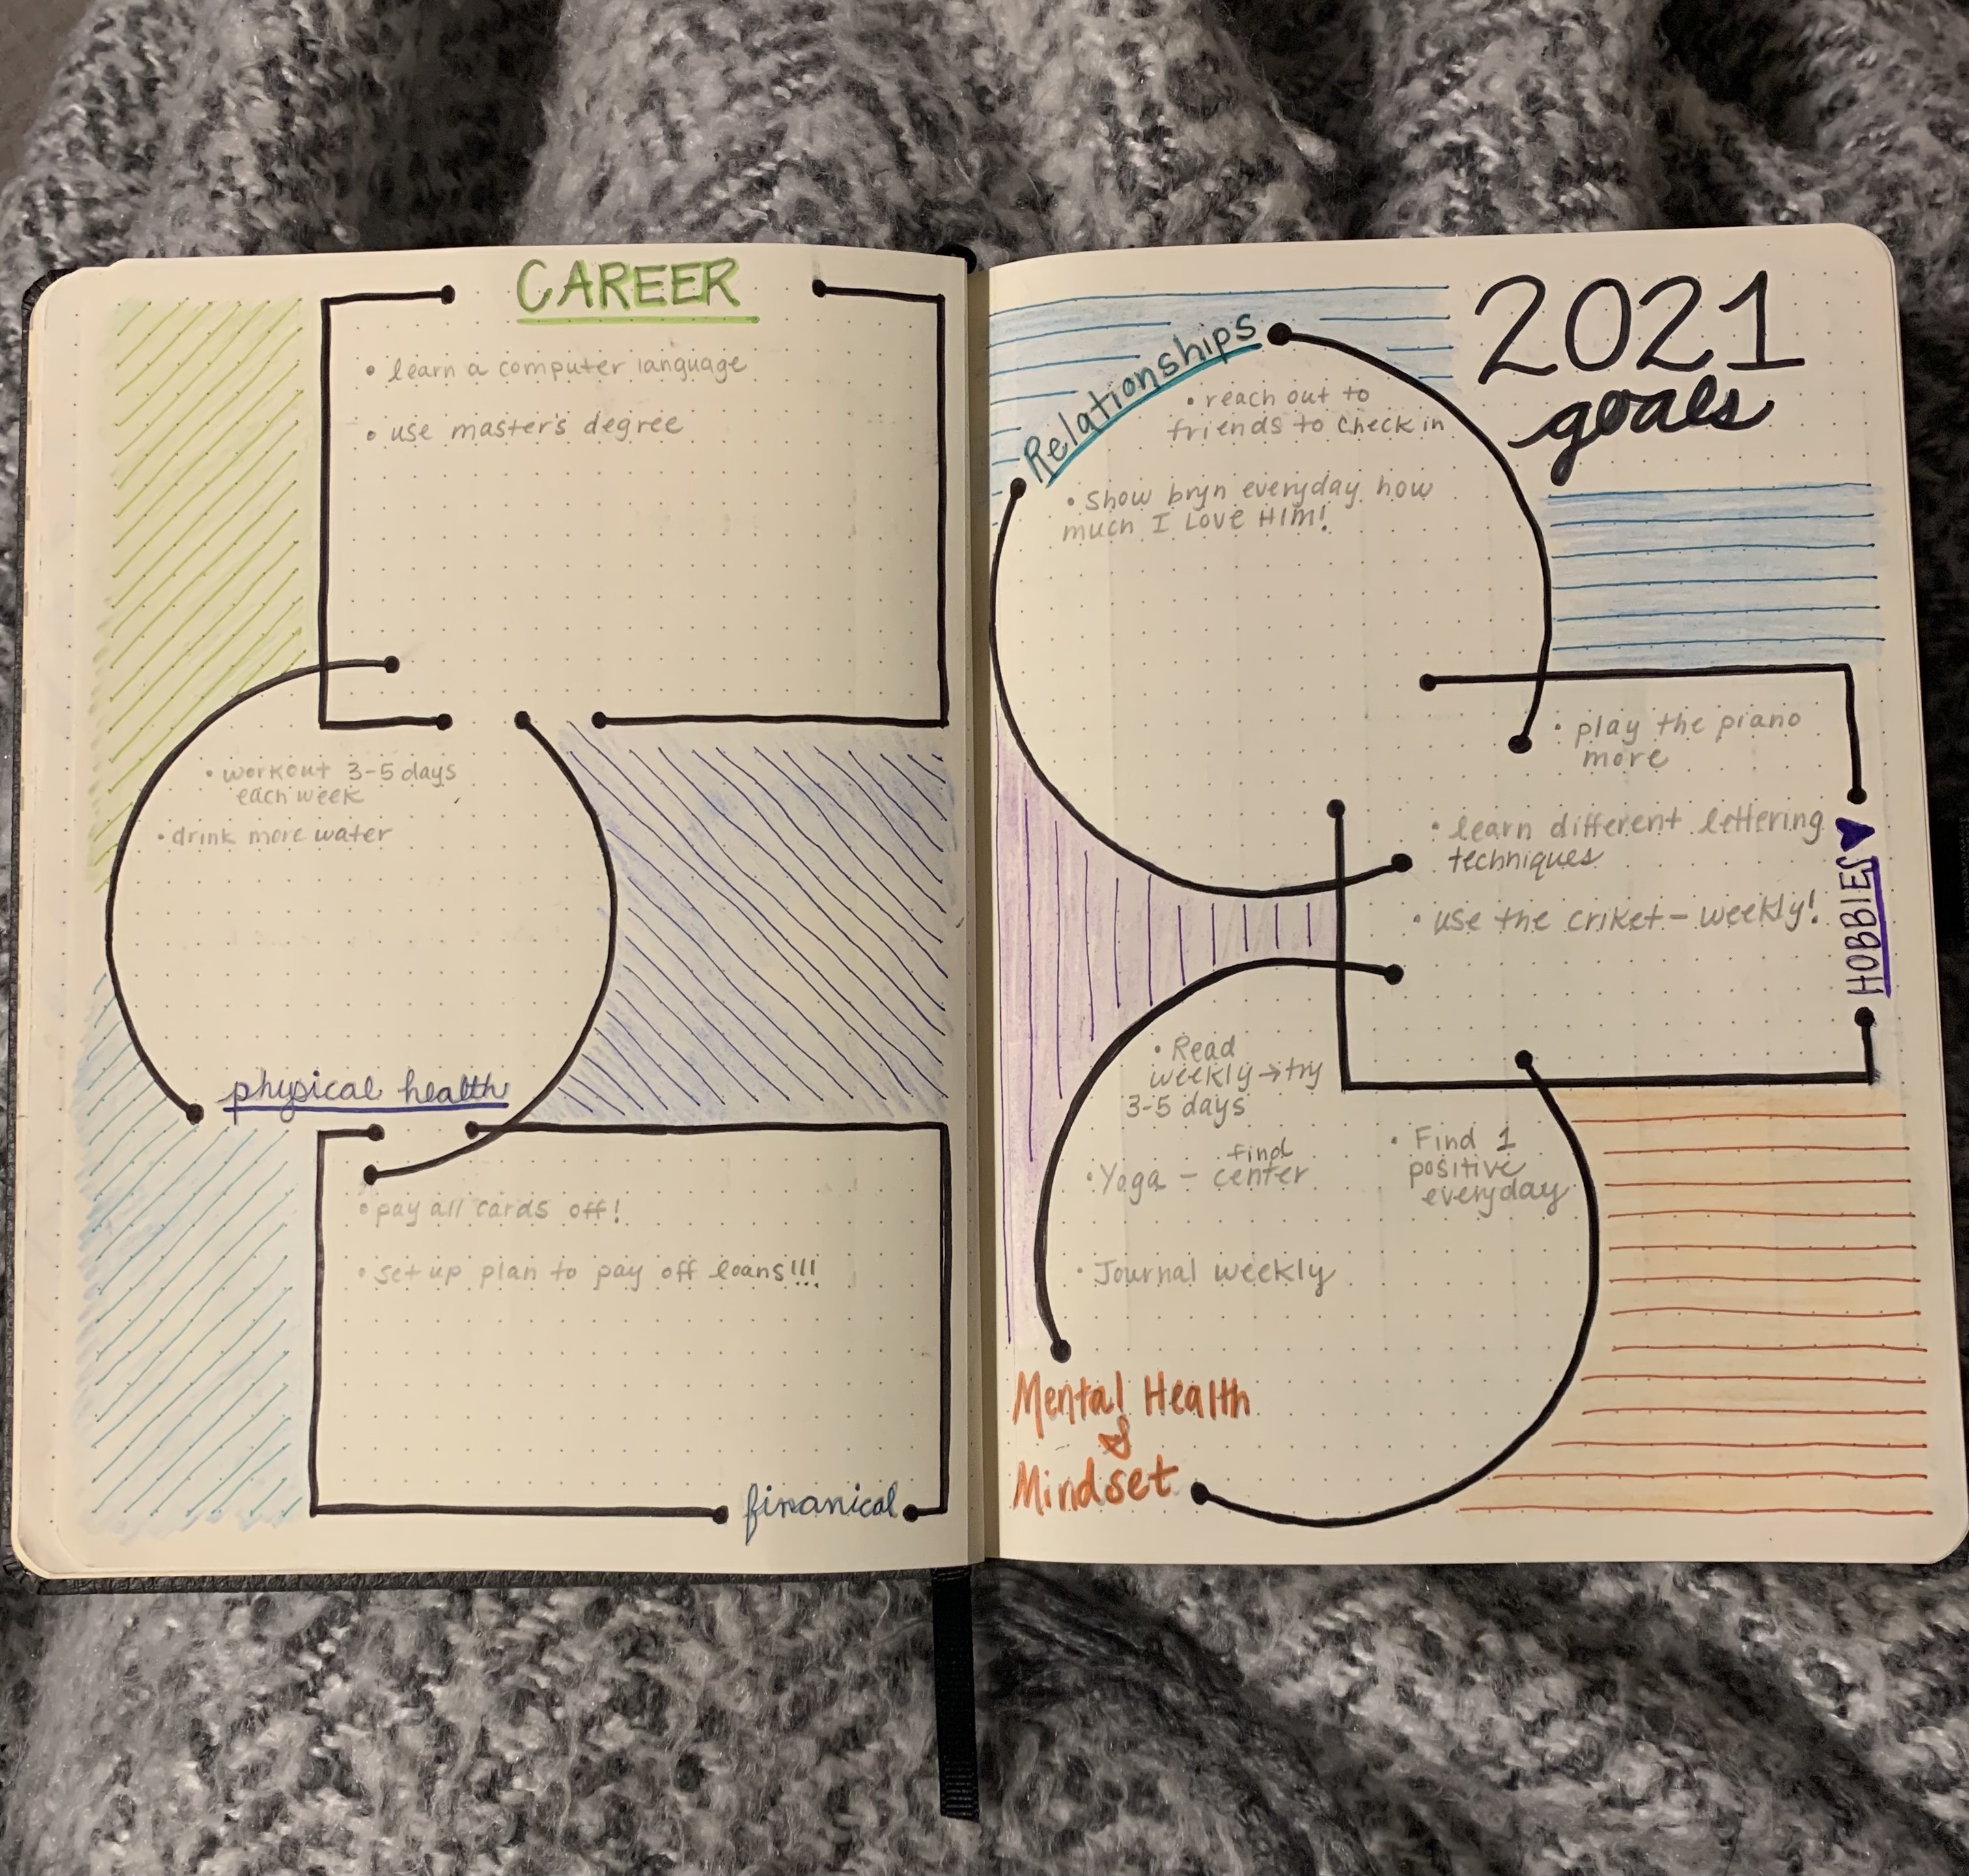 CAREER
• learn a computer language
• use master's degree
• workout 3-5 days
each week
• drink more water
physical health
• pay all cards off!
• set up plan to pay off loans!!!
finanical
2021
goals
Relationships
• reach out to
friends to check in
• Show bryn everyday how
much I LOVE HIM!
• play the piano
more
• learn different lettering
techniques
• use the criket - weekly!
HOBBIES
• Read
weekly → try
3-5 days
• Yoga - find
center
• Find 1
positive
everyday
• Journal weekly
Mental Health
&
Mindset